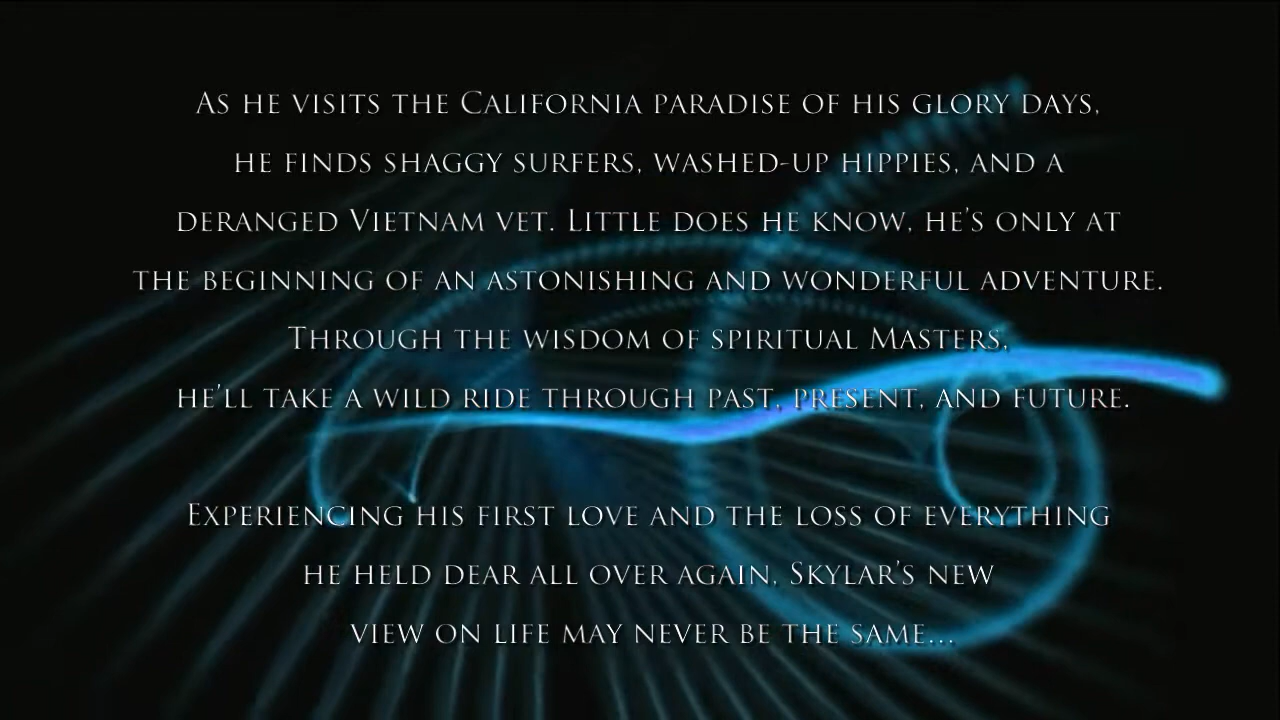 As he visits the California paradise of his glory days,
he finds shaggy surfers, washed-up hippies, and a
deranged Vietnam vet. Little does he know, he's only at
the beginning of an astonishing and wonderful adventure.
Through the wisdom of spiritual Masters,
he'll take a wild ride through past, present, and future.
Experiencing his first love and the loss of everything
he held dear all over again, Skylar's new
view on life may never be the same...